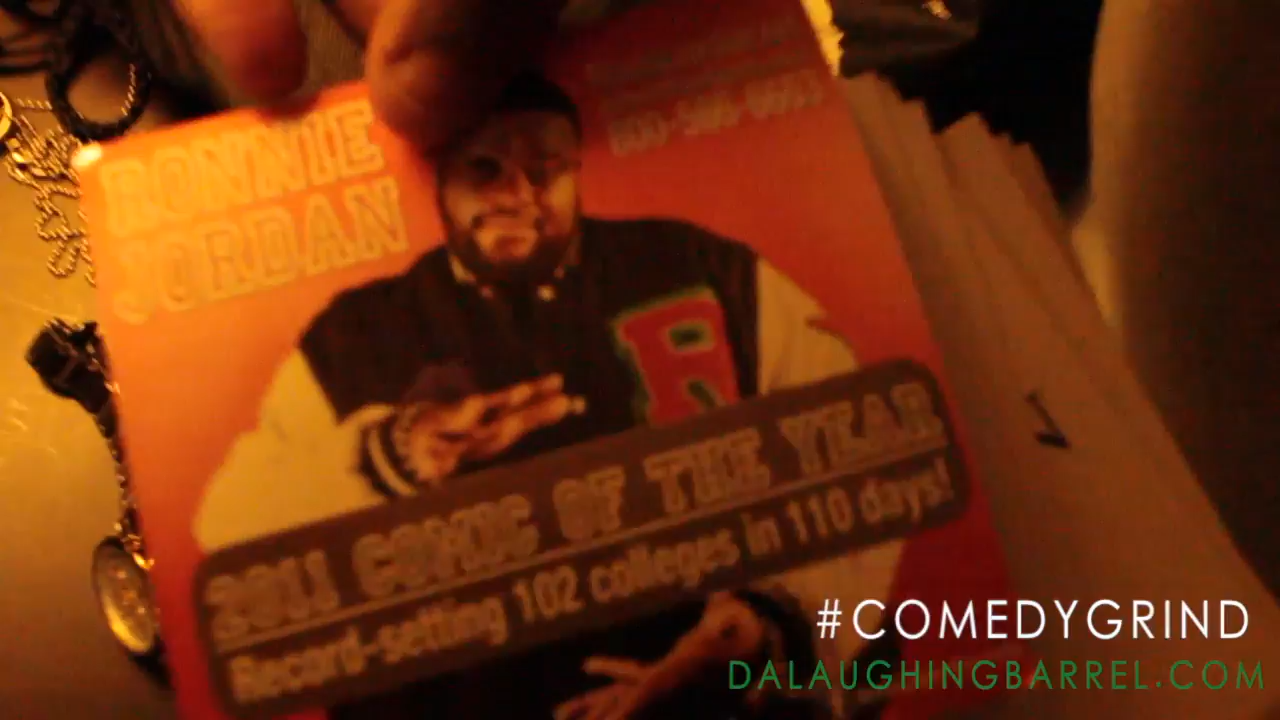 RONNIE
JORDAN
R
2011 COMIC OF THE YEAR
Record-setting 102 colleges in 110 days!
#COMEDYGRIND
DALAUGHINGBARREL.COM